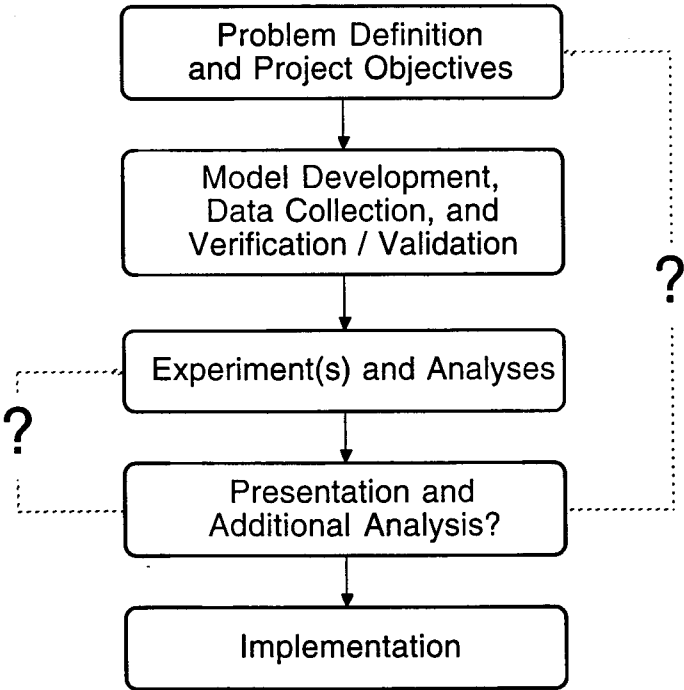 Problem Definition
and Project Objectives
Model Development,
Data Collection, and
Verification / Validation
?
Experiment(s) and Analyses
?
Presentation and
Additional Analysis?
Implementation